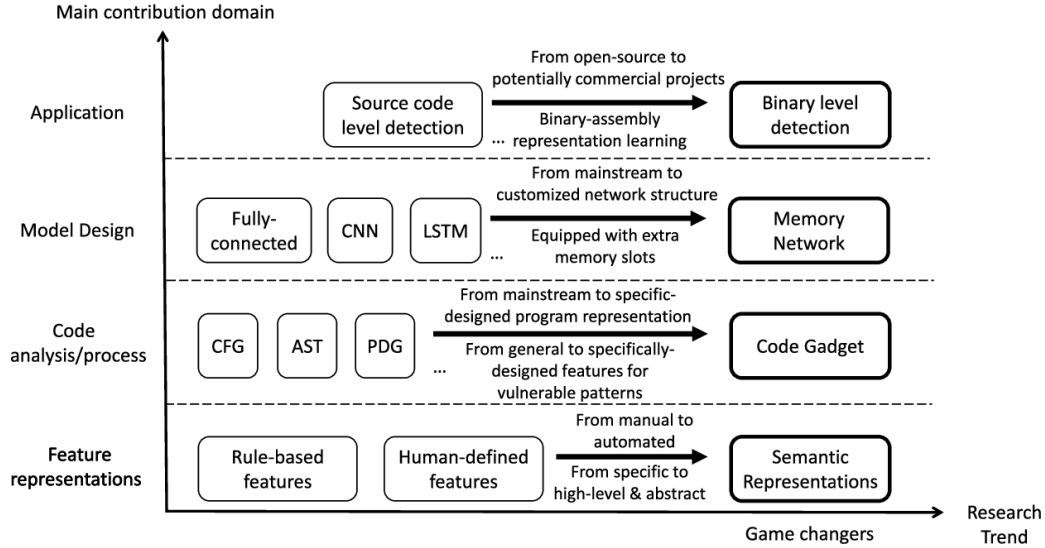 Main contribution domain
Application
Source code
level detection
...
From open-source to
potentially commercial projects
Binary-assembly
representation learning
Binary level
detection
Model Design
Fully-
connected
CNN
LSTM
...
From mainstream to
customized network structure
Equipped with extra
memory slots
Memory
Network
Code
analysis/process
CFG
AST
PDG
...
From mainstream to specific-
designed program representation
From general to specifically-
designed features for
vulnerable patterns
Code Gadget
Feature
representations
Rule-based
features
Human-defined
features
From manual to
automated
From specific to
high-level & abstract
Semantic
Representations
Game changers
Research
Trend